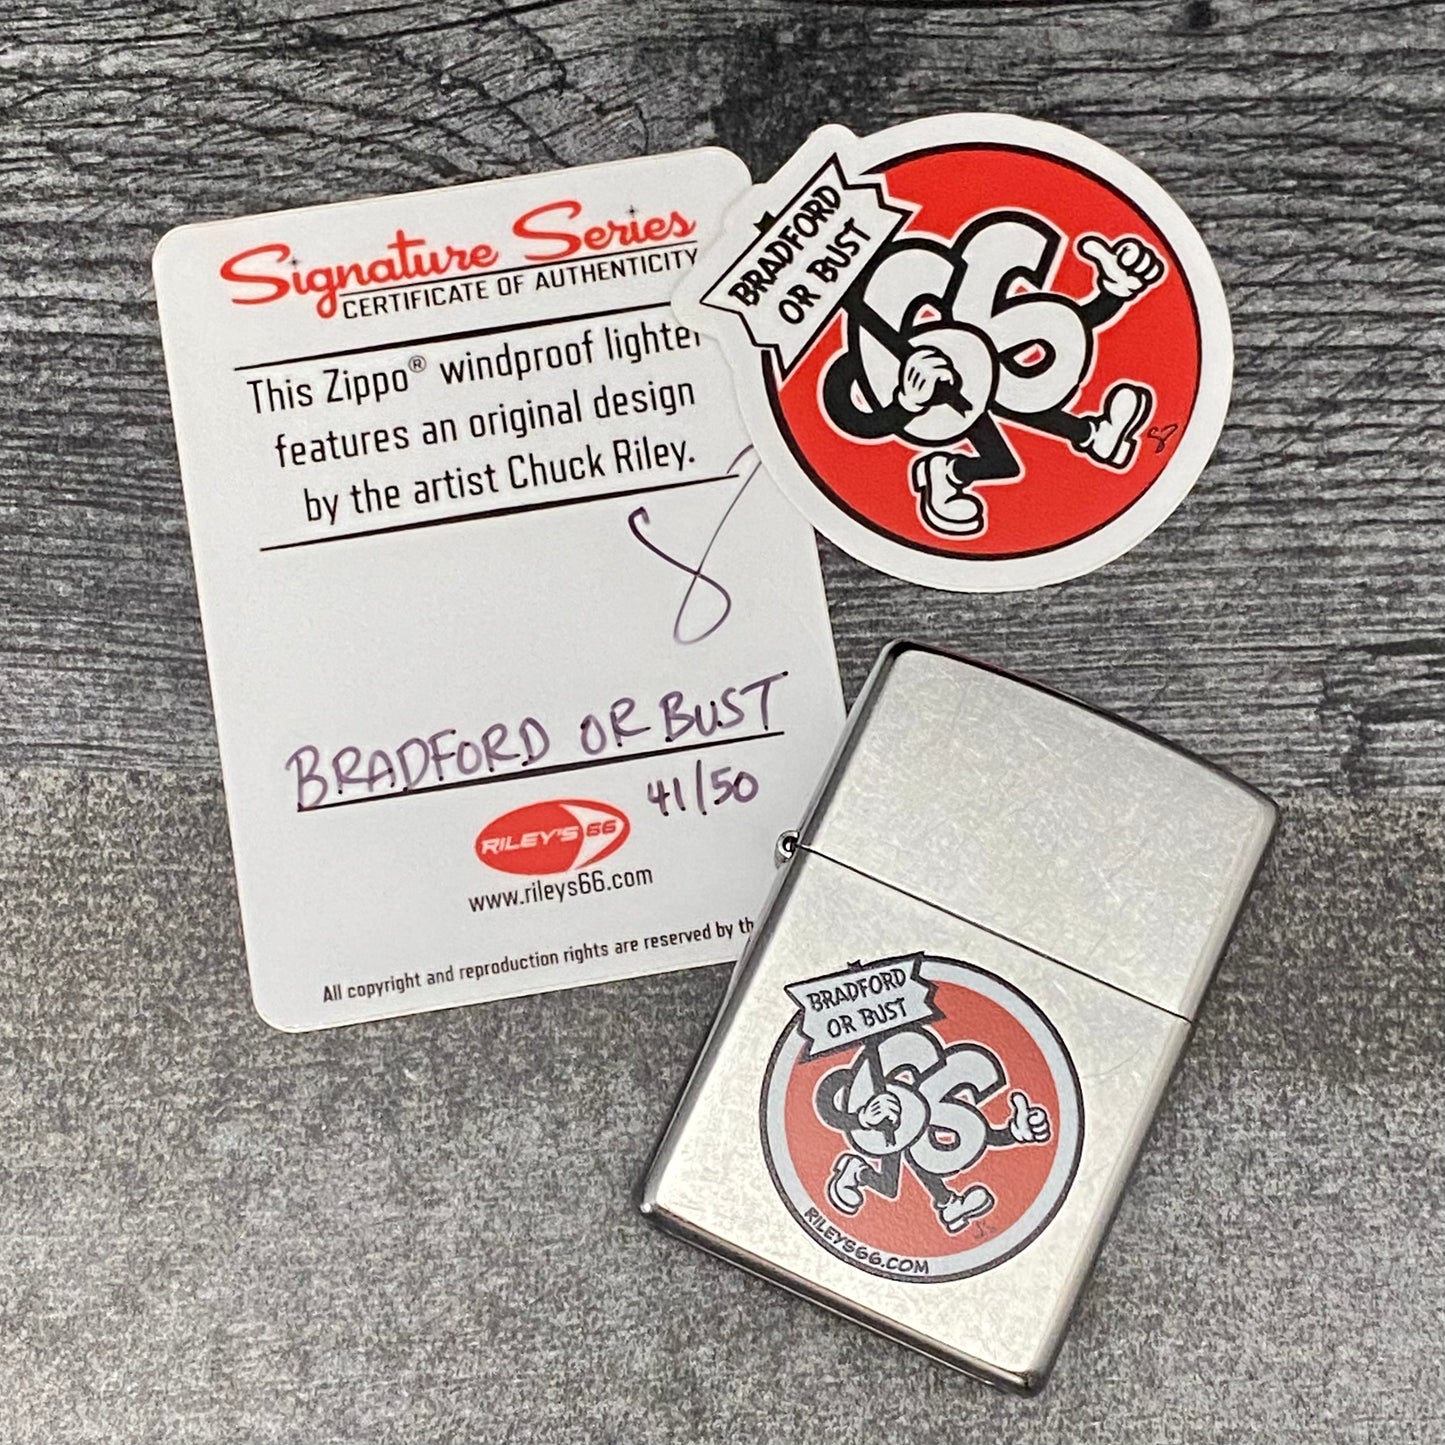 Signature Series
CERTIFICATE OF AUTHENTICITY
This Zippo® windproof lighter
features an original design
by the artist Chuck Riley.
BRADFORD OR BUST
41/50
RILEY'S 66
www.rileys66.com
All copyright and reproduction rights are reserved by th
BRADFORD
OR BUST
66
BRADFORD
OR BUST
66
RILEYS66.COM